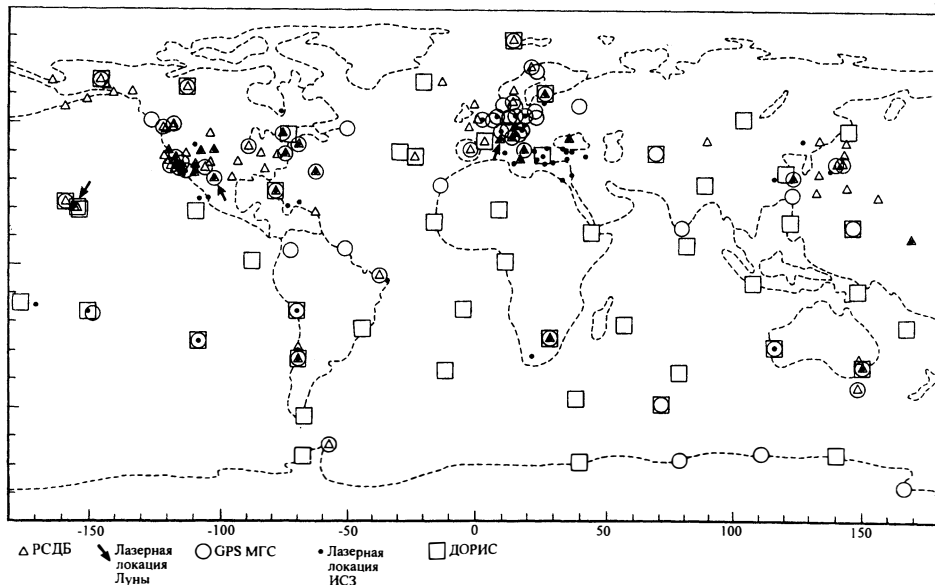 -150 -100 -50 0 50 100 150
РСДБ Лазерная GPS МГС Лазерная ДОРИС
локация локация
Луны ИСЗ